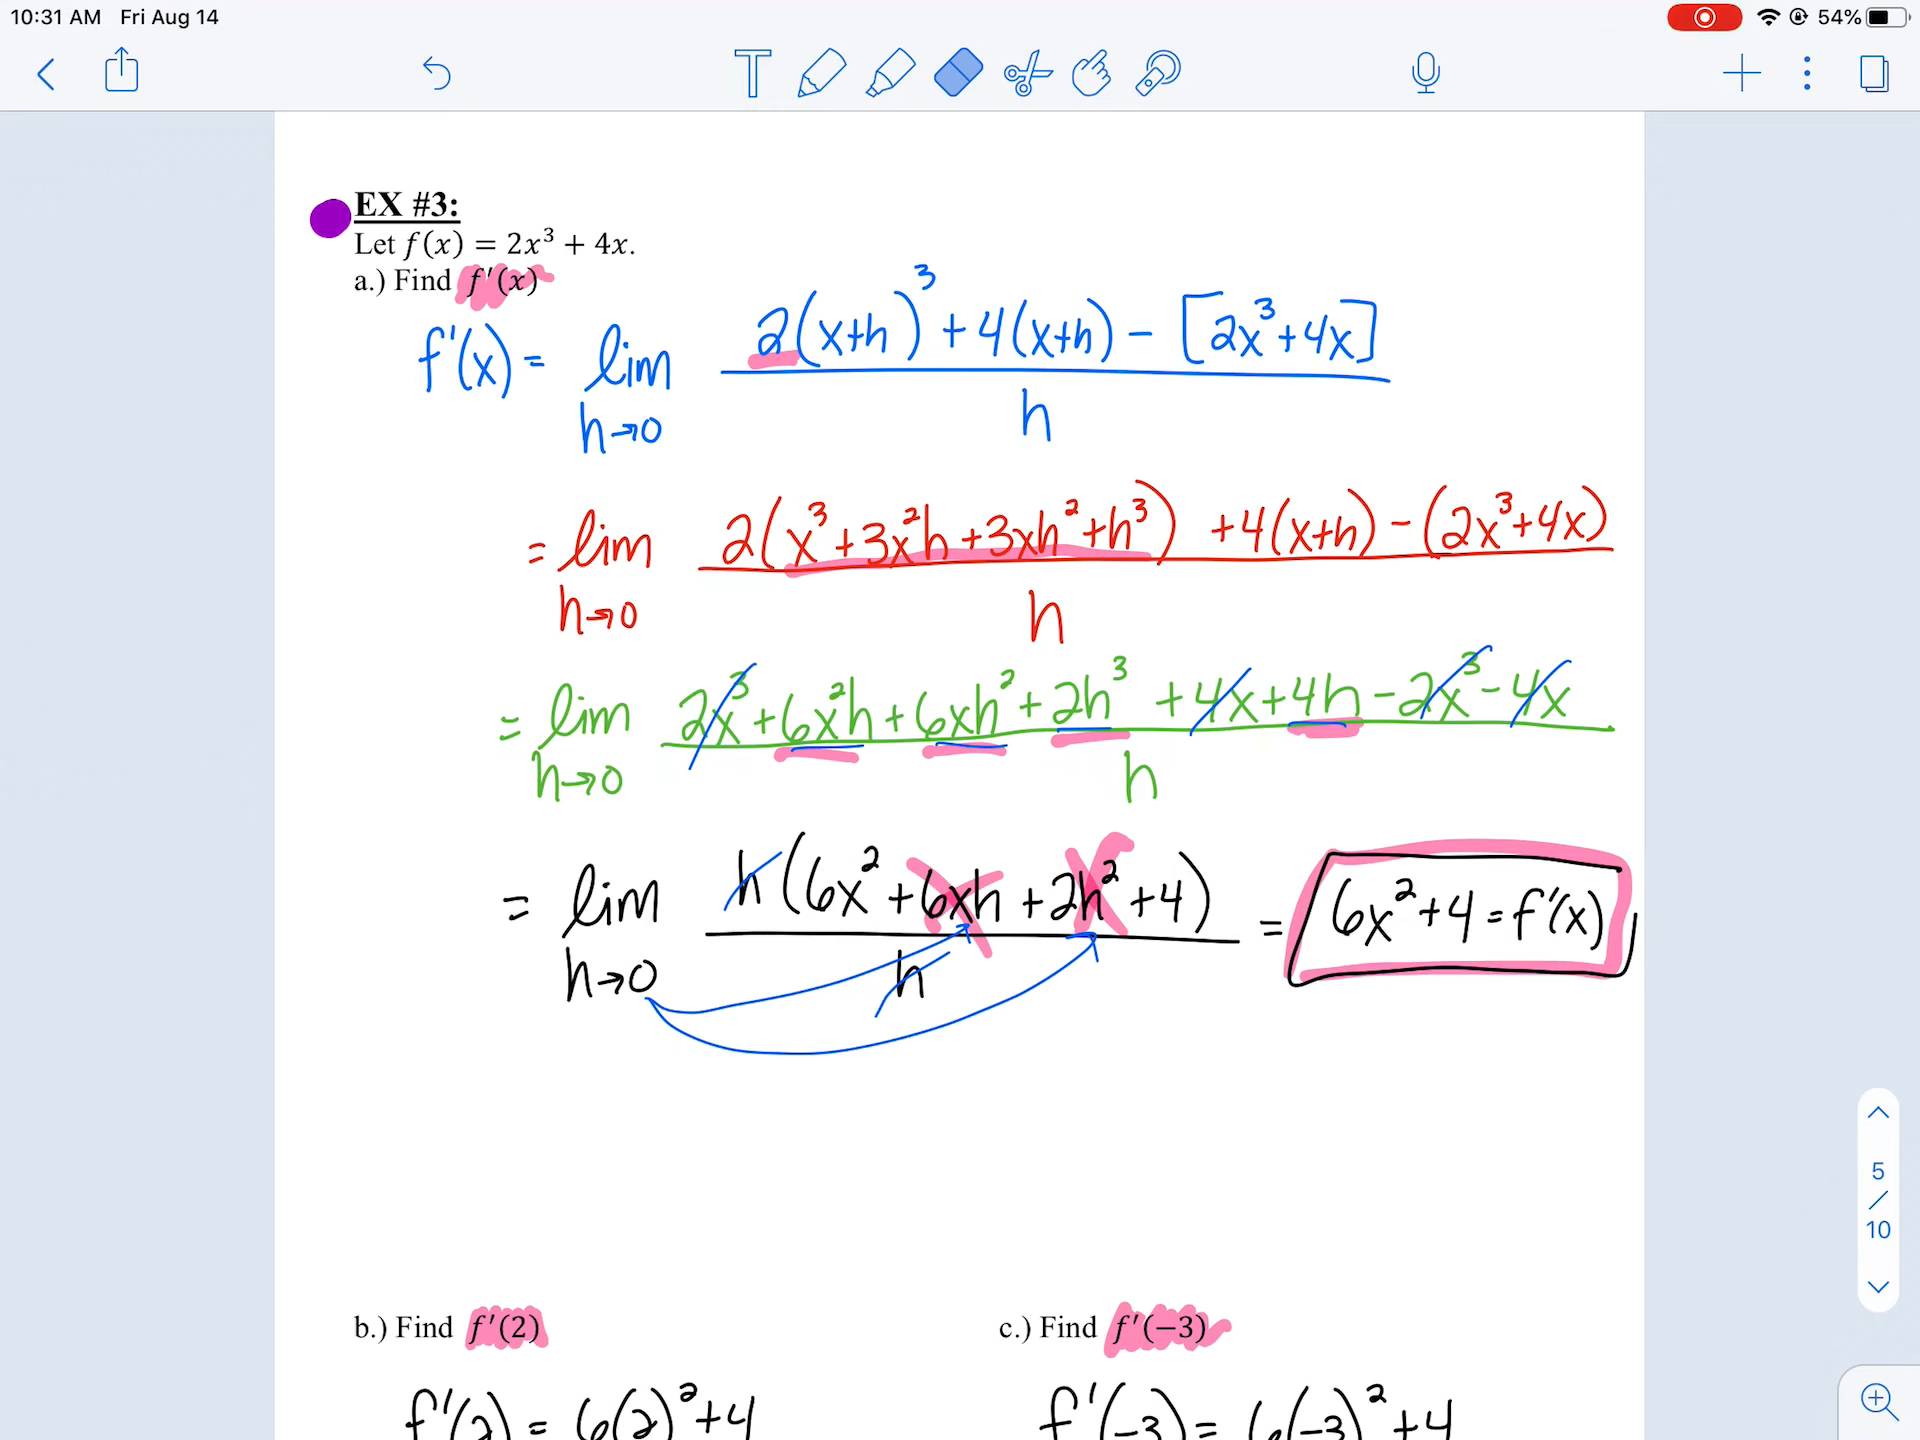 10:31 AM Fri Aug 14 54%
T
EX #3:
Let f(x) = 2x³ + 4x.
a.) Find f'(x)
f'(x) = lim h→0 2(x+h)³ + 4(x+h) - [2x³+4x] / h
= lim h→0 2(x³+3x²h+3xh²+h³) +4(x+h) - (2x³+4x) / h
= lim h→0 2x³+6x²h+6xh²+2h³ +4x+4h-2x³-4x / h
= lim h→0 h(6x²+6xh+2h²+4) / h = 6x²+4=f'(x)
5
/
10
b.) Find f'(2) c.) Find f'(−3)
f'(2) = 6(2)²+4 f'(-3) = 6(-3)²+4